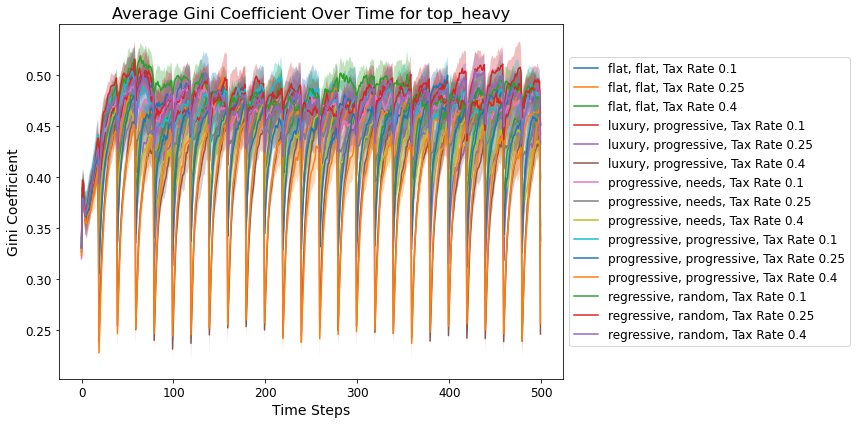 Average Gini Coefficient Over Time for top_heavy
Gini Coefficient
0.50
0.45
0.40
0.35
0.30
0.25
0
100
200
300
400
500
Time Steps
flat, flat, Tax Rate 0.1
flat, flat, Tax Rate 0.25
flat, flat, Tax Rate 0.4
luxury, progressive, Tax Rate 0.1
luxury, progressive, Tax Rate 0.25
luxury, progressive, Tax Rate 0.4
progressive, needs, Tax Rate 0.1
progressive, needs, Tax Rate 0.25
progressive, needs, Tax Rate 0.4
progressive, progressive, Tax Rate 0.1
progressive, progressive, Tax Rate 0.25
progressive, progressive, Tax Rate 0.4
regressive, random, Tax Rate 0.1
regressive, random, Tax Rate 0.25
regressive, random, Tax Rate 0.4